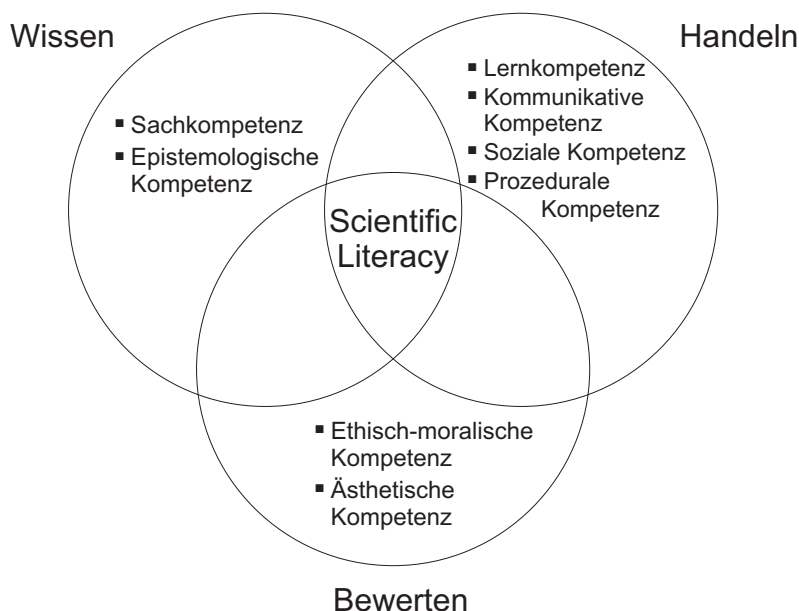 Wissen
Handeln
▪ Sachkompetenz
▪ Epistemologische
Kompetenz
▪ Lernkompetenz
▪ Kommunikative
Kompetenz
▪ Soziale Kompetenz
▪ Prozedurale
Kompetenz
Scientific
Literacy
▪ Ethisch-moralische
Kompetenz
▪ Ästhetische
Kompetenz
Bewerten